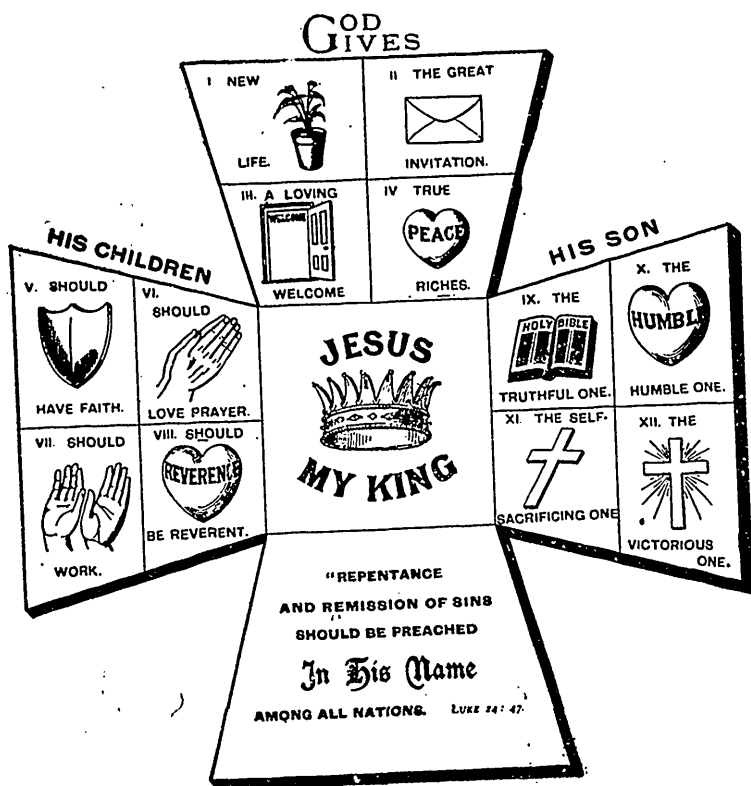 GOD
GIVES
I NEW
LIFE.
II THE GREAT
INVITATION.
III. A LOVING
WELCOME
WELCOME
IV TRUE
PEACE
RICHES.
HIS CHILDREN
V. SHOULD
HAVE FAITH.
VI.
SHOULD
LOVE PRAYER.
VII. SHOULD
WORK.
VIII. SHOULD
REVERENC
BE REVERENT.
JESUS
MY KING
HIS SON
IX. THE
HOLY BIBLE
TRUTHFUL ONE.
X. THE
HUMBL
HUMBLE ONE.
XI. THE SELF-
SACRIFICING ONE
XII. THE
VICTORIOUS
ONE.
"REPENTANCE
AND REMISSION OF SINS
SHOULD BE PREACHED
In His Name
AMONG ALL NATIONS. LUKE 24: 47.